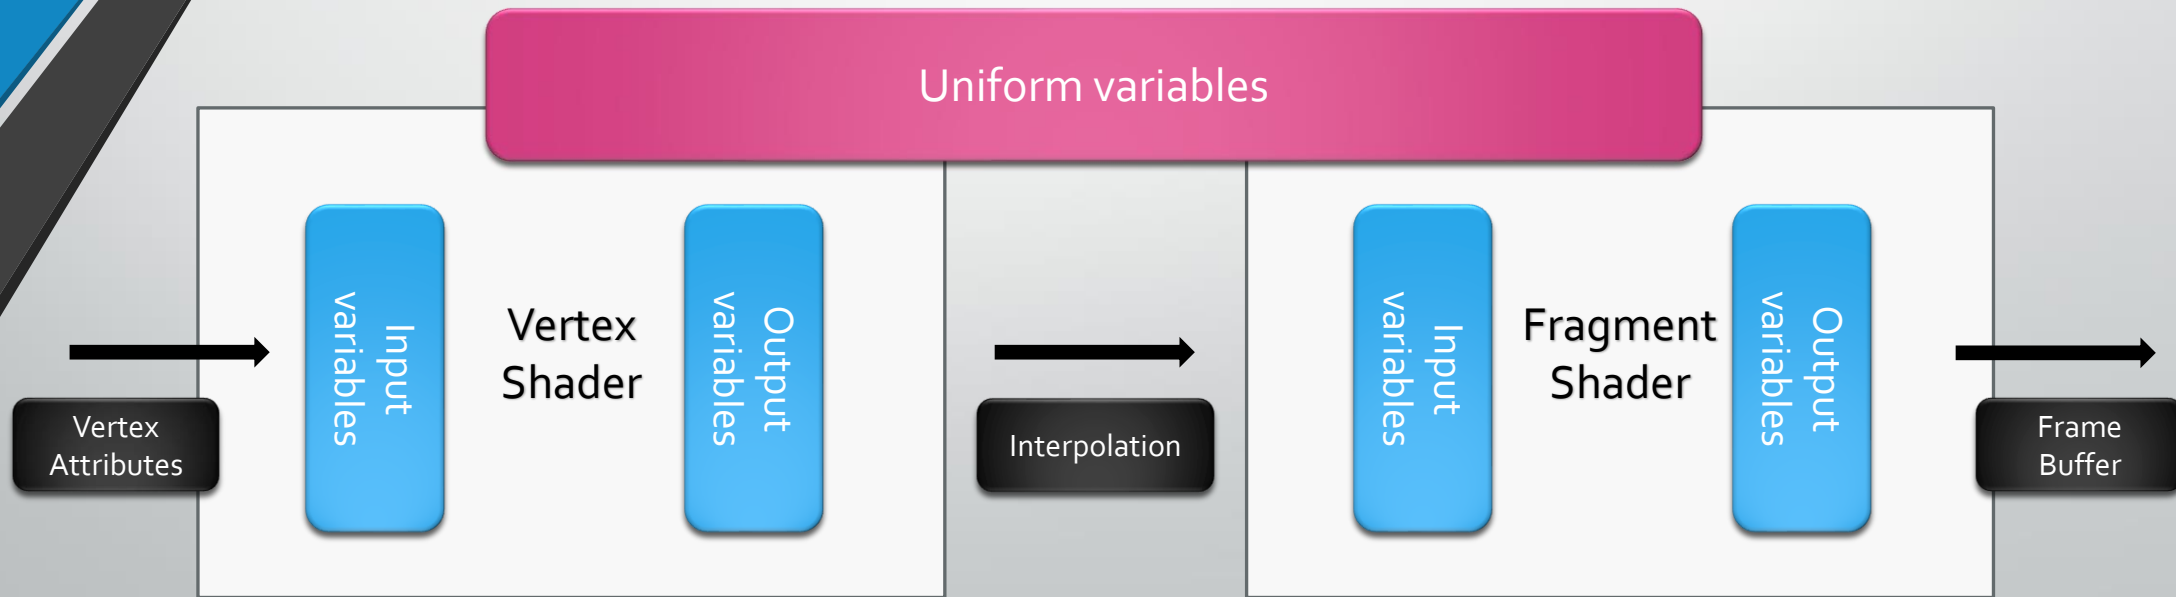 Uniform variables
Vertex
Attributes
Input
variables
Vertex
Shader
Output
variables
Interpolation
Input
variables
Fragment
Shader
Output
variables
Frame
Buffer